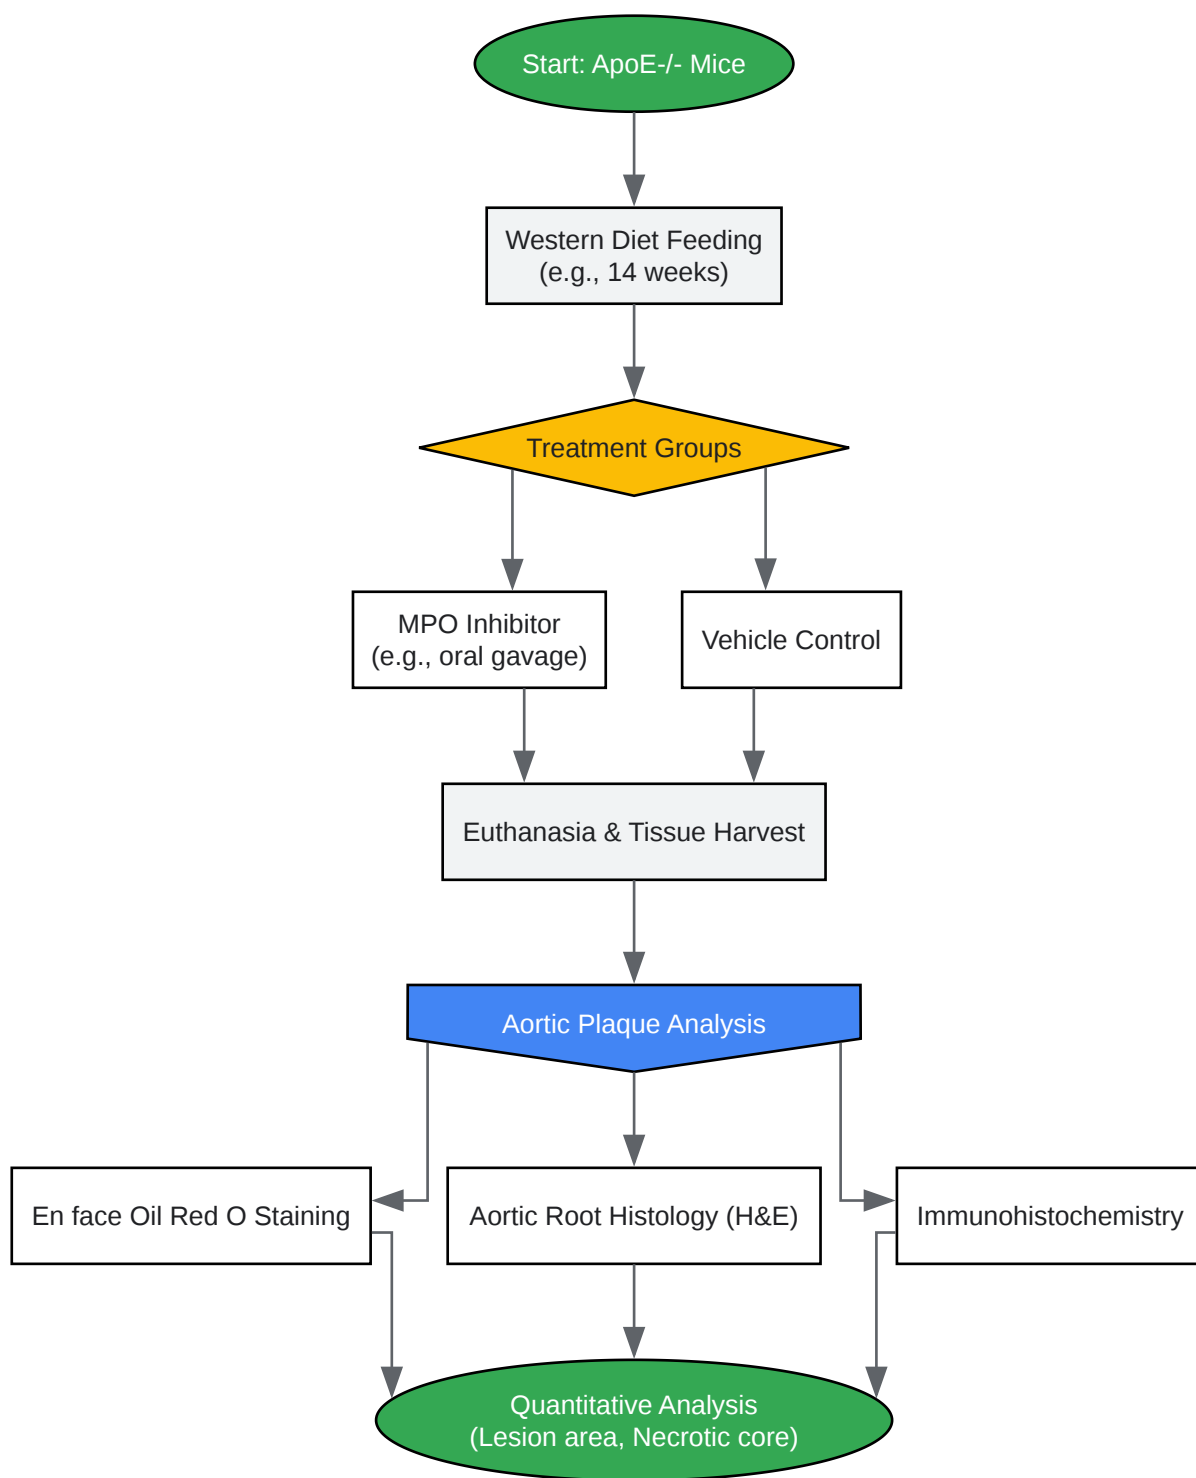 Start: ApoE-/- Mice
Western Diet Feeding
(e.g., 14 weeks)
Treatment Groups
MPO Inhibitor
(e.g., oral gavage)
Vehicle Control
Euthanasia & Tissue Harvest
Aortic Plaque Analysis
En face Oil Red O Staining
Aortic Root Histology (H&E)
Immunohistochemistry
Quantitative Analysis
(Lesion area, Necrotic core)